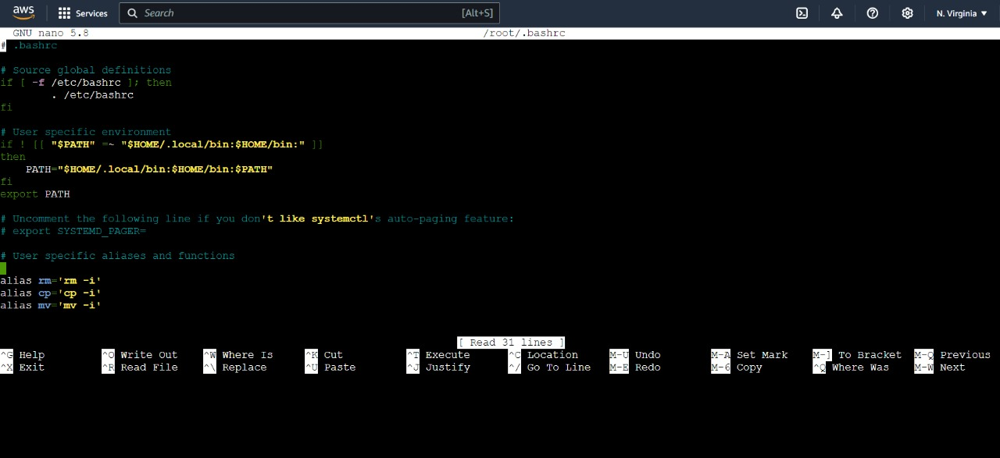 aws Services Search [Alt+S] N. Virginia
GNU nano 5.8 /root/.bashrc
# .bashrc
# Source global definitions
if [ -f /etc/bashrc ]; then
. /etc/bashrc
fi
# User specific environment
if ! [[ "$PATH" =~ "$HOME/.local/bin:$HOME/bin:" ]]
then
PATH="$HOME/.local/bin:$HOME/bin:$PATH"
fi
export PATH
# Uncomment the following line if you don't like systemctl's auto-paging feature:
# export SYSTEMD_PAGER=
# User specific aliases and functions
alias rm='rm -i'
alias cp='cp -i'
alias mv='mv -i'
[ Read 31 lines ]
^G Help ^O Write Out ^W Where Is ^K Cut ^T Execute ^C Location M-U Undo M-A Set Mark M-] To Bracket M-Q Previous
^X Exit ^R Read File ^\ Replace ^U Paste ^J Justify ^/ Go To Line M-E Redo M-6 Copy ^Q Where Was M-W Next